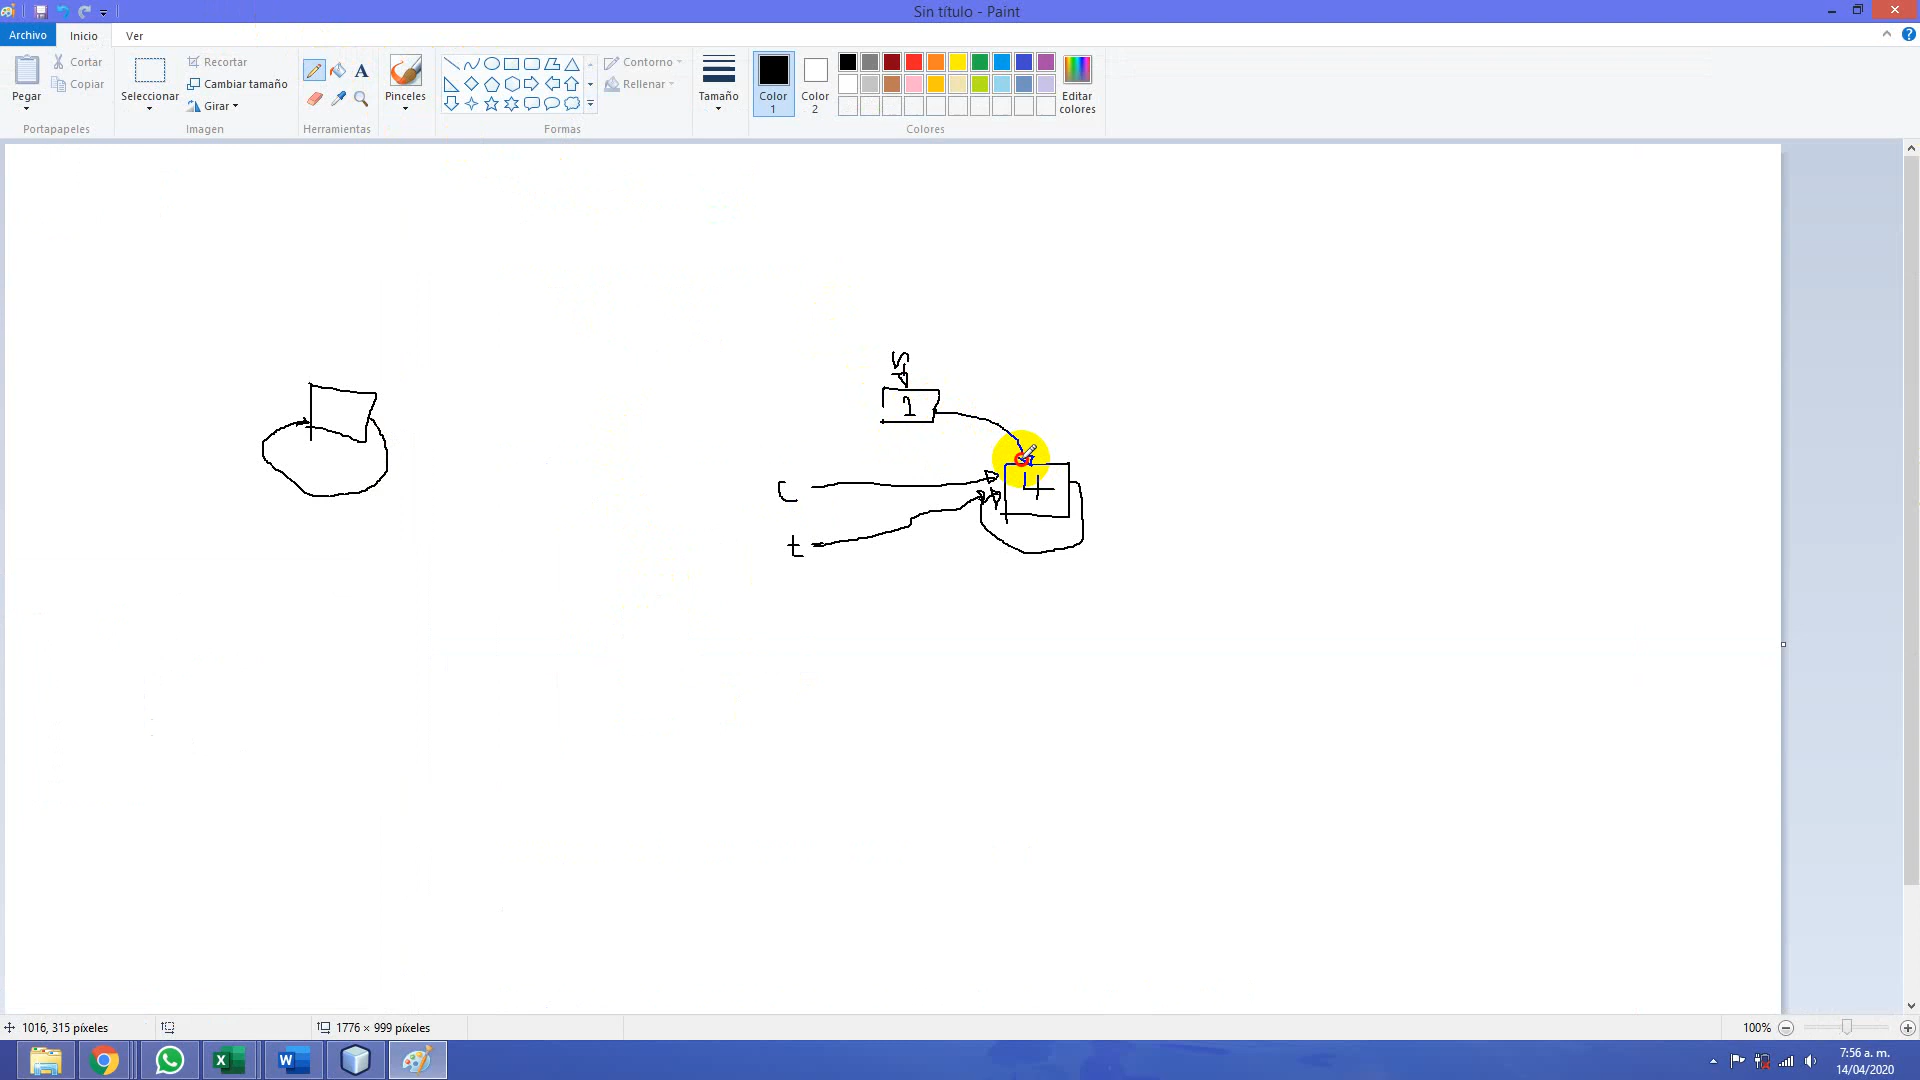 Sin título - Paint
Archivo Inicio Ver
Pegar
Cortar
Copiar
Portapapeles
Seleccionar
Recortar
Cambiar tamaño
Girar
Imagen
Herramientas
Pinceles
Contorno
Rellenar
Formas
Tamaño
Color 1
Color 2
Editar colores
Colores
S
1
4
C
t
1016, 315 píxeles
1776 × 999 píxeles
100%
7:56 a. m.
14/04/2020